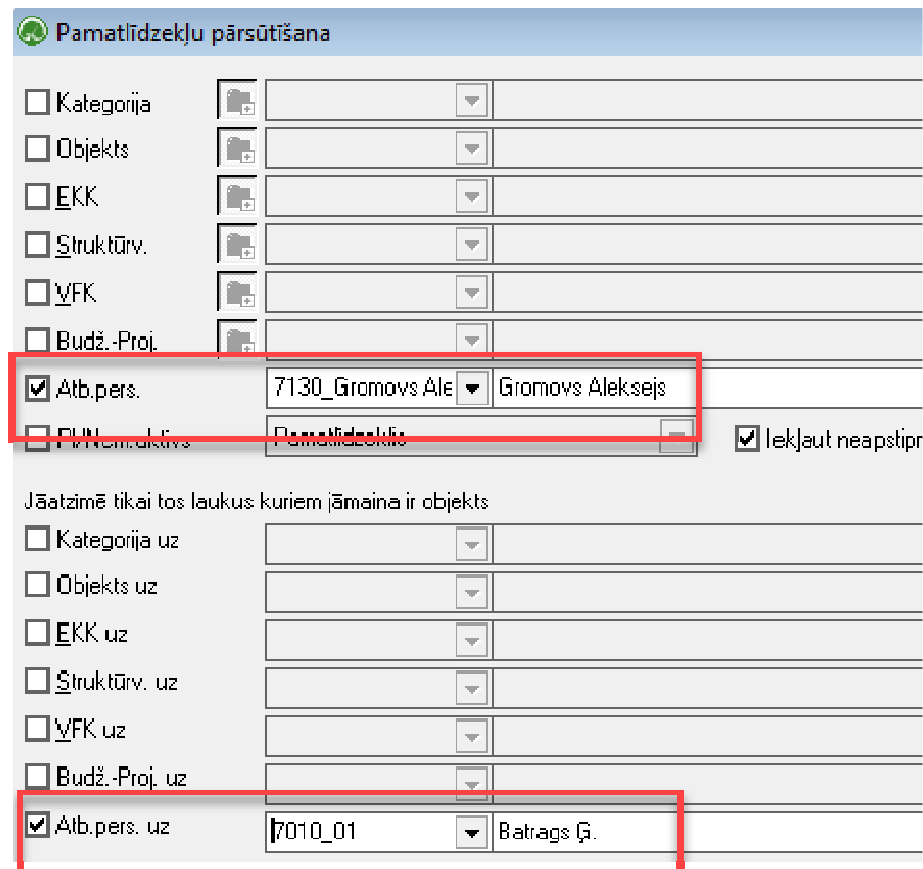 Pamatlīdzekļu pārsūtīšana
Kategorija
Objekts
EKK
Struktūrv.
VFK
Budž.-Proj.
Atb.pers. 7130_Gromovs Ale Gromovs Aleksejs
Pamatlīdzeklis Iekļaut neapstipr
Jāatzīmē tikai tos laukus kuriem jāmaina ir objekts
Kategorija uz
Objekts uz
EKK uz
Struktūrv. uz
VFK uz
Budž.-Proj. uz
Atb.pers. uz 7010_01 Batrags Ģ.